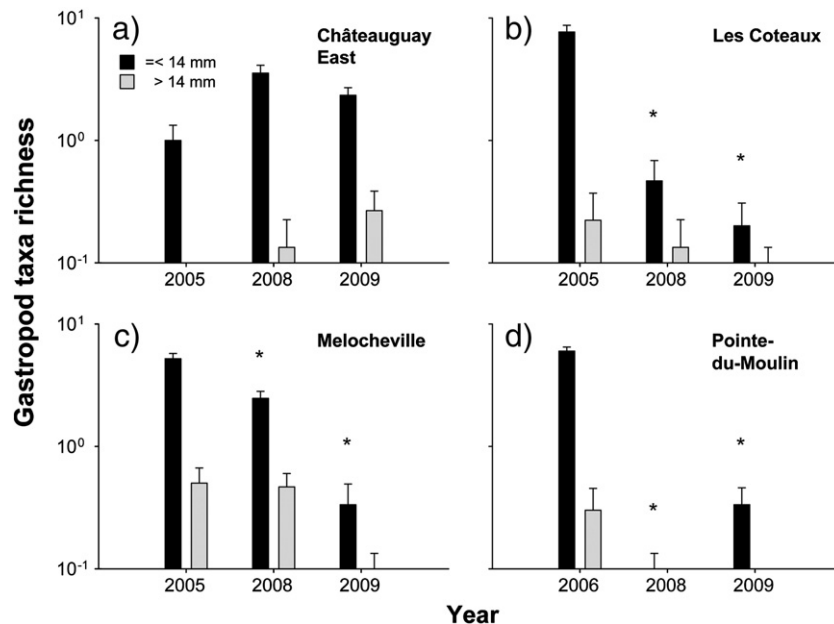 Gastropod taxa richness
a)
Châteauguay
East
=< 14 mm
> 14 mm
10¹
10⁰
10⁻¹
2005
2008
2009
b)
Les Coteaux
*
*
2005
2008
2009
c)
Melocheville
10¹
10⁰
10⁻¹
*
*
2005
2008
2009
d)
Pointe-
du-Moulin
*
*
2006
2008
2009
Year